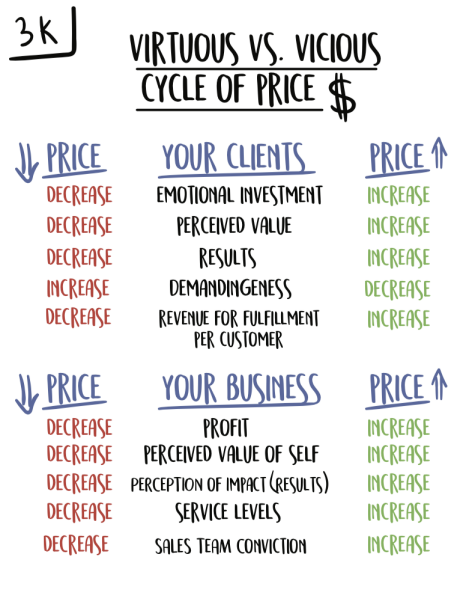 3K
VIRTUOUS VS. VICIOUS
CYCLE OF PRICE $
↓ PRICE YOUR CLIENTS PRICE ↑
DECREASE EMOTIONAL INVESTMENT INCREASE
DECREASE PERCEIVED VALUE INCREASE
DECREASE RESULTS INCREASE
INCREASE DEMANDINGENESS DECREASE
DECREASE REVENUE FOR FULFILLMENT INCREASE
PER CUSTOMER
↓ PRICE YOUR BUSINESS PRICE ↑
DECREASE PROFIT INCREASE
DECREASE PERCEIVED VALUE OF SELF INCREASE
DECREASE PERCEPTION OF IMPACT (RESULTS) INCREASE
DECREASE SERVICE LEVELS INCREASE
DECREASE SALES TEAM CONVICTION INCREASE